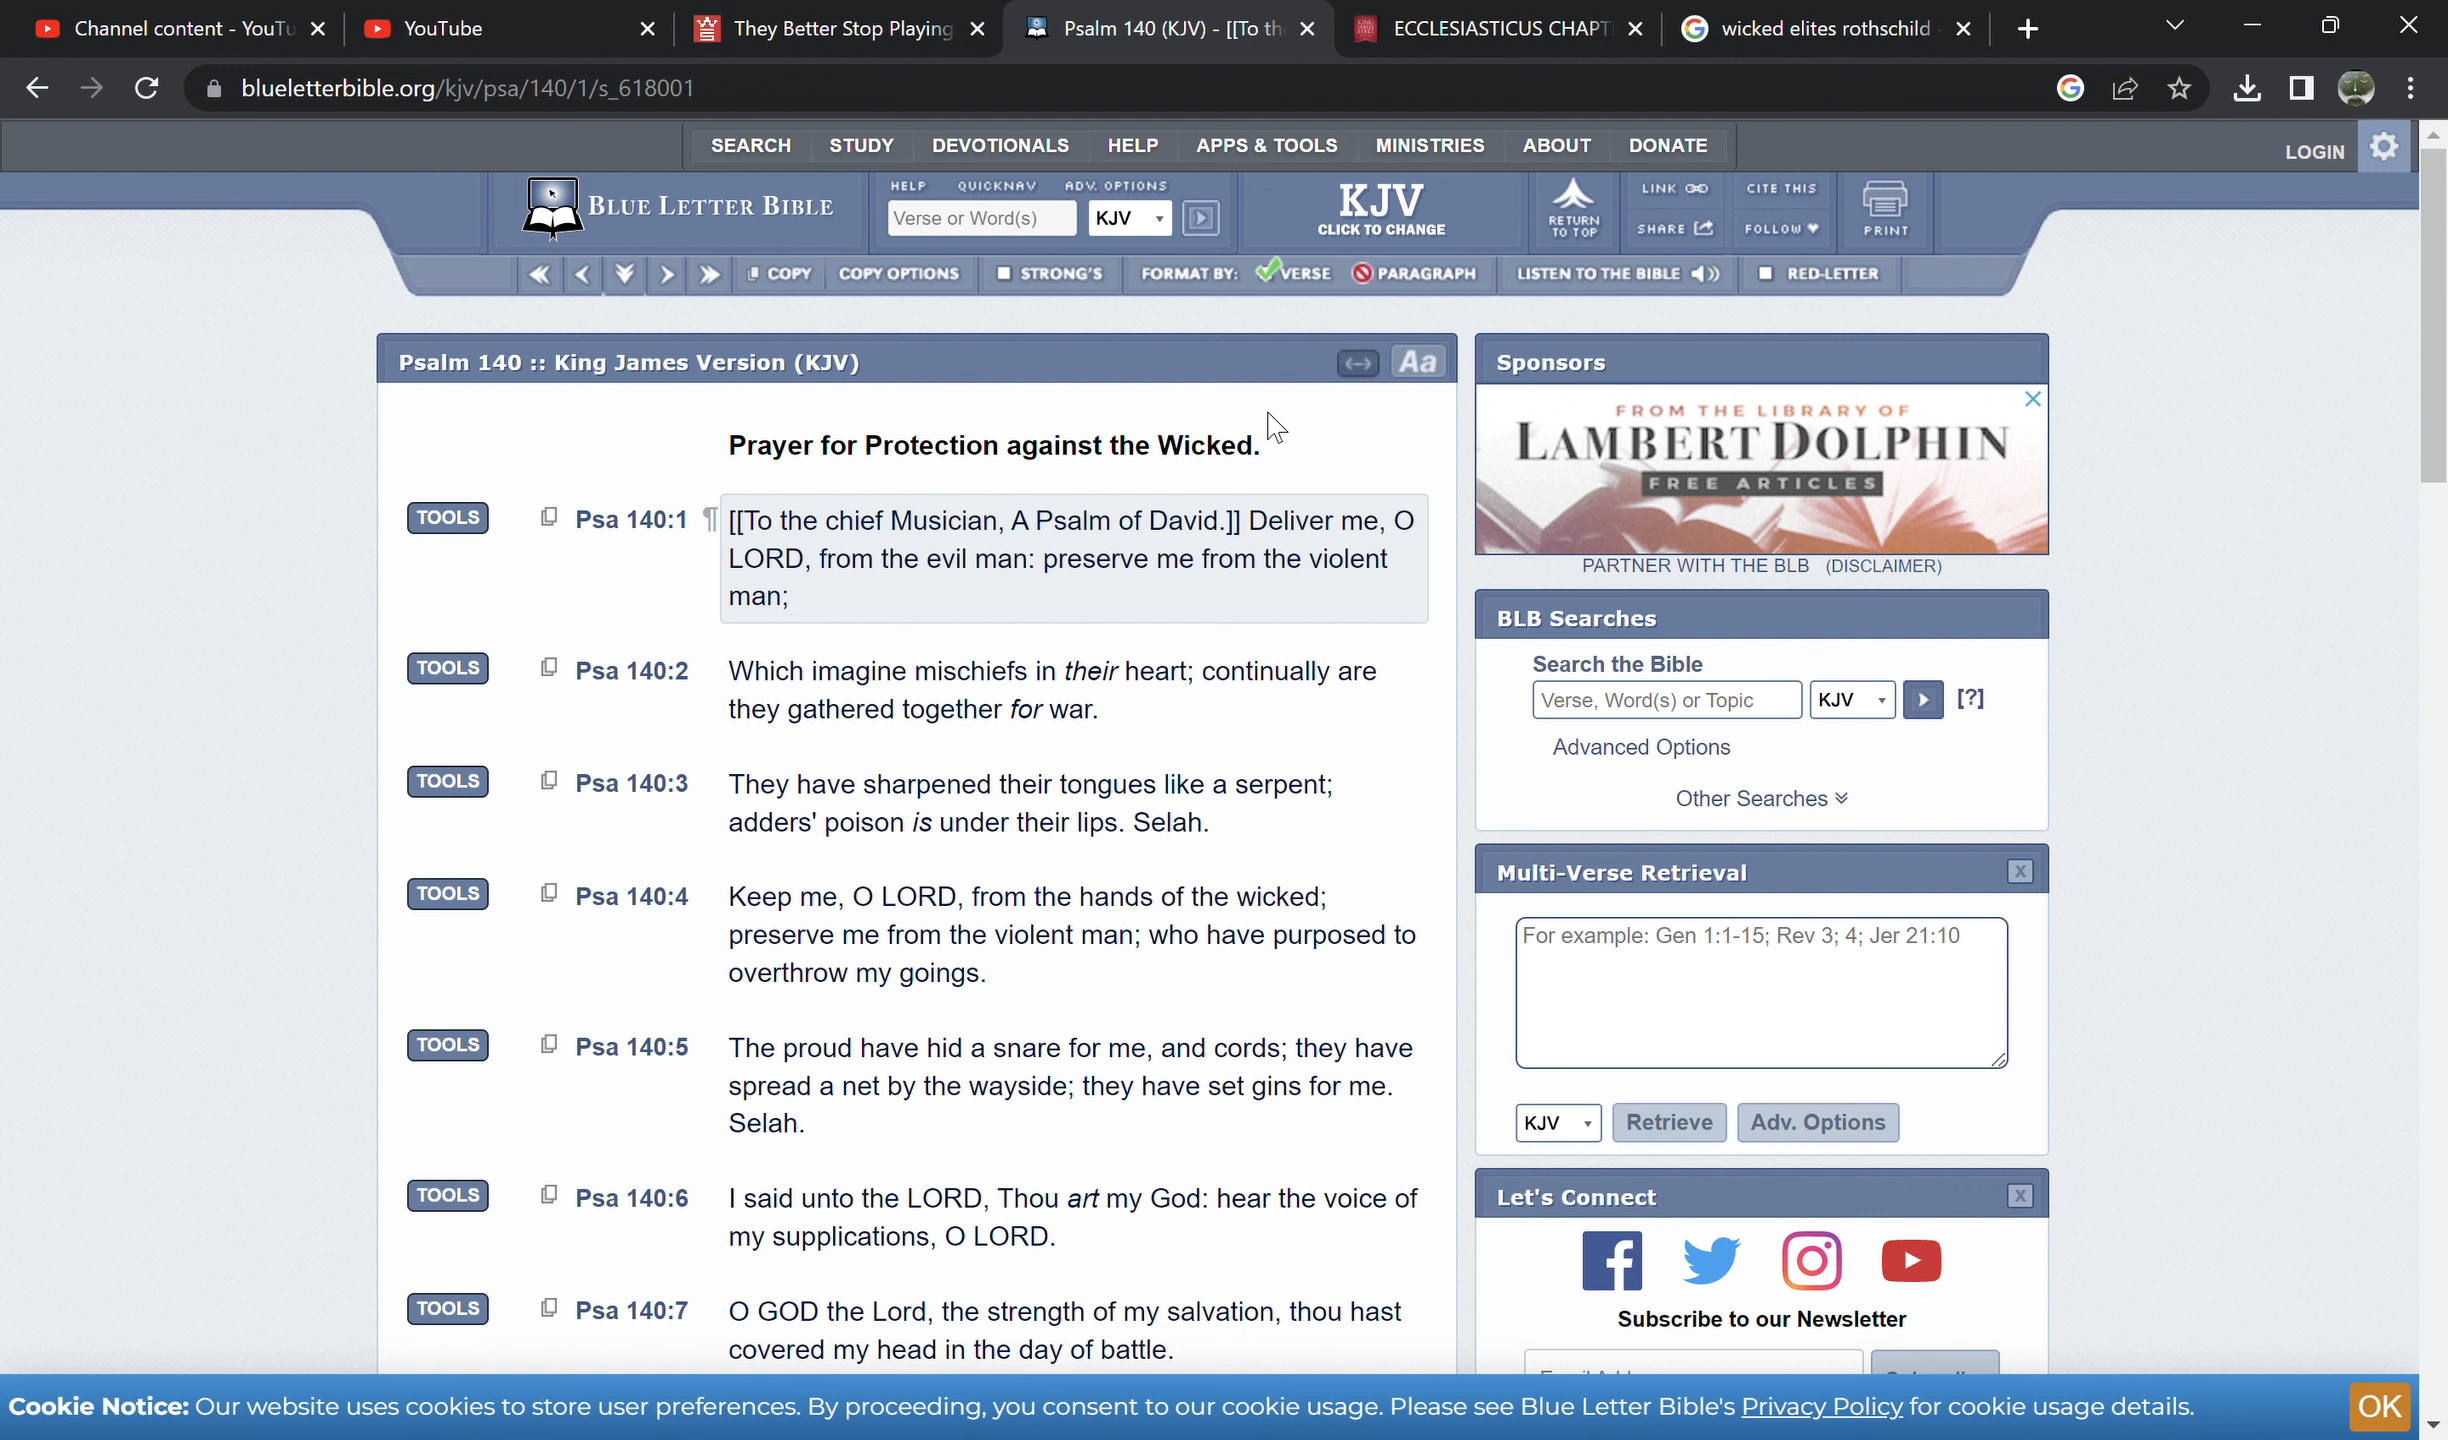 Channel content - YouTu
YouTube
They Better Stop Playing
Psalm 140 (KJV) - [[To th
ECCLESIASTICUS CHAPT
wicked elites rothschild -
blueletterbible.org/kjv/psa/140/1/s_618001
SEARCH STUDY DEVOTIONALS HELP APPS & TOOLS MINISTRIES ABOUT DONATE
LOGIN
BLUE LETTER BIBLE
HELP QUICKNAV ADV. OPTIONS
Verse or Word(s) KJV
KJV
CLICK TO CHANGE
RETURN
TO TOP
LINK CITE THIS
SHARE FOLLOW
PRINT
COPY COPY OPTIONS STRONG'S FORMAT BY: VERSE PARAGRAPH LISTEN TO THE BIBLE RED-LETTER
Psalm 140 :: King James Version (KJV) Aa
Prayer for Protection against the Wicked.
TOOLS Psa 140:1 ¶ [[To the chief Musician, A Psalm of David.]] Deliver me, O
LORD, from the evil man: preserve me from the violent
man;
TOOLS Psa 140:2 Which imagine mischiefs in their heart; continually are
they gathered together for war.
TOOLS Psa 140:3 They have sharpened their tongues like a serpent;
adders' poison is under their lips. Selah.
TOOLS Psa 140:4 Keep me, O LORD, from the hands of the wicked;
preserve me from the violent man; who have purposed to
overthrow my goings.
TOOLS Psa 140:5 The proud have hid a snare for me, and cords; they have
spread a net by the wayside; they have set gins for me.
Selah.
TOOLS Psa 140:6 I said unto the LORD, Thou art my God: hear the voice of
my supplications, O LORD.
TOOLS Psa 140:7 O GOD the Lord, the strength of my salvation, thou hast
covered my head in the day of battle.
Sponsors
FROM THE LIBRARY OF
LAMBERT DOLPHIN
FREE ARTICLES
PARTNER WITH THE BLB (DISCLAIMER)
BLB Searches
Search the Bible
Verse, Word(s) or Topic KJV [?]
Advanced Options
Other Searches
Multi-Verse Retrieval X
For example: Gen 1:1-15; Rev 3; 4; Jer 21:10
KJV Retrieve Adv. Options
Let's Connect X
Subscribe to our Newsletter
Cookie Notice: Our website uses cookies to store user preferences. By proceeding, you consent to our cookie usage. Please see Blue Letter Bible's Privacy Policy for cookie usage details. OK